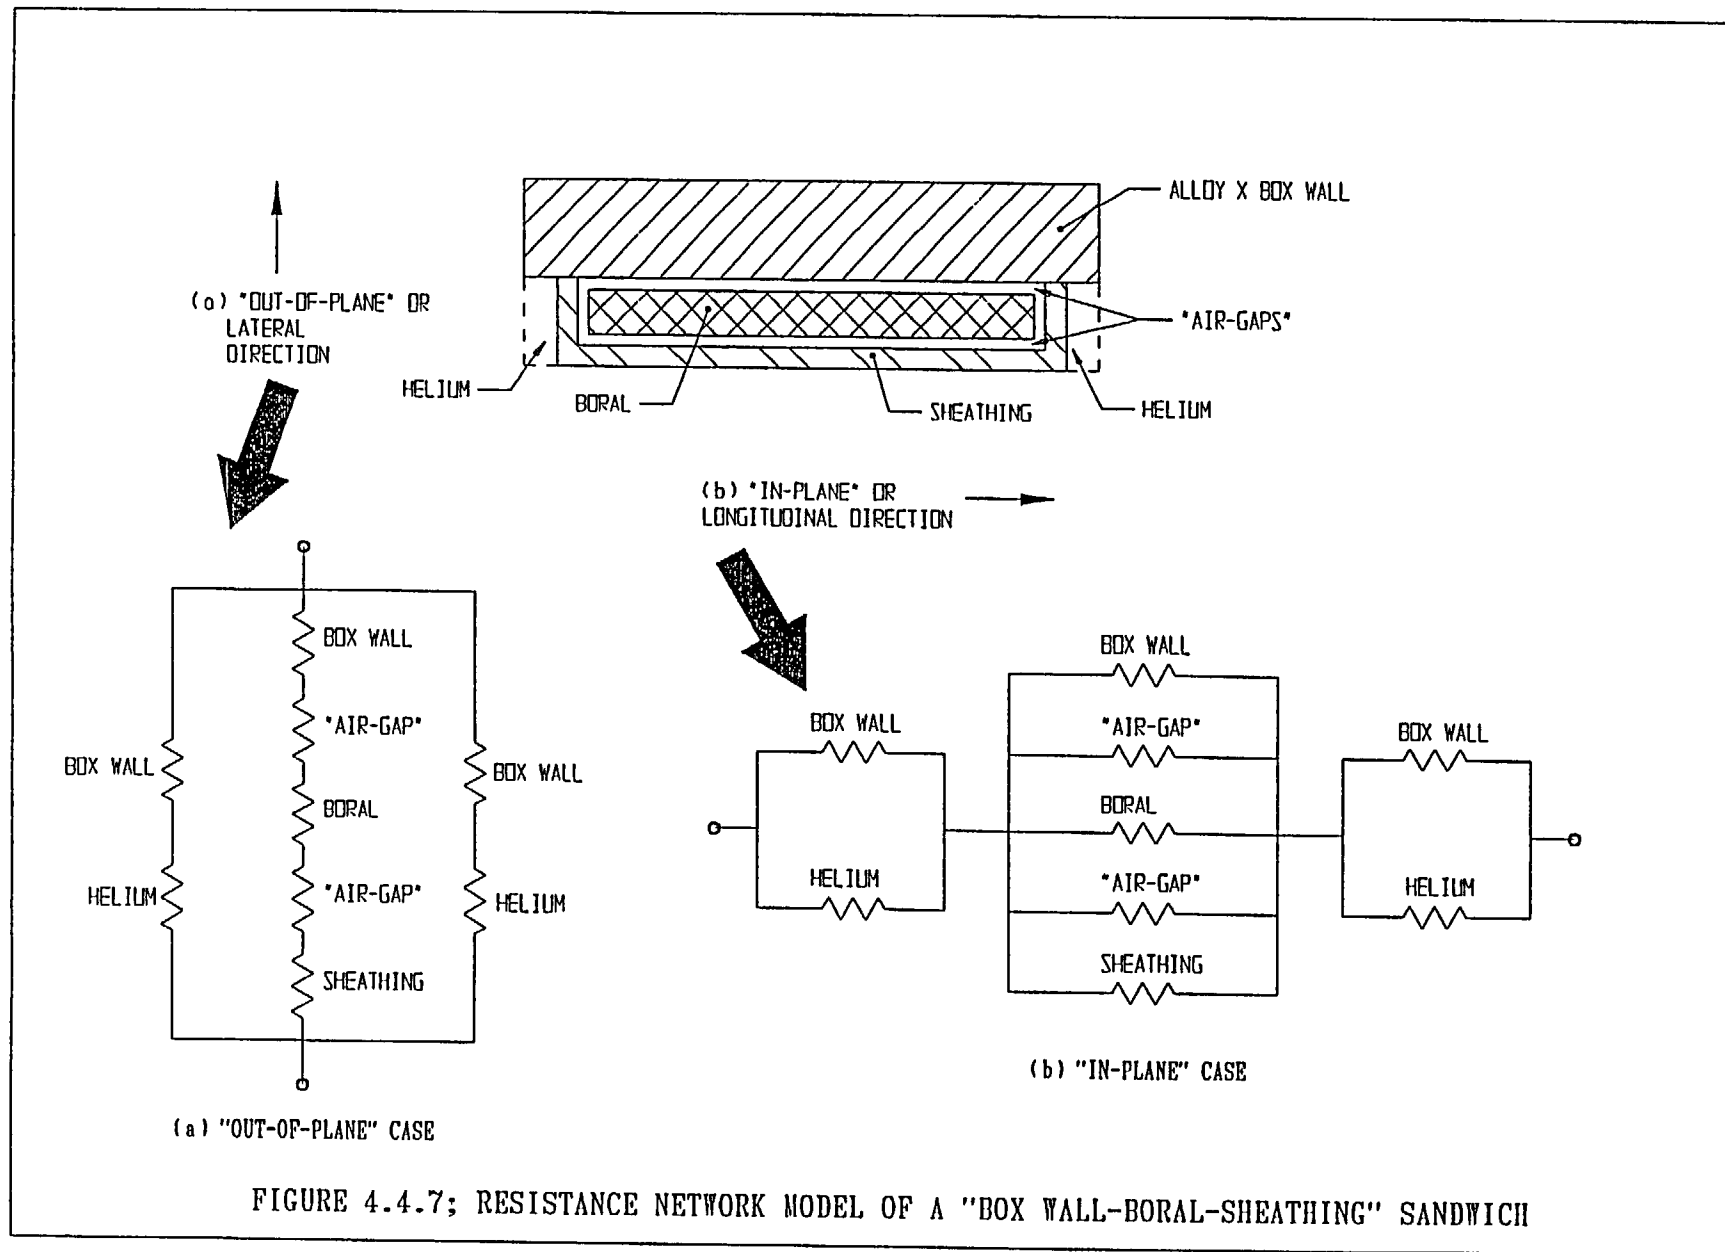 ALLOY X BOX WALL
(a) "OUT-OF-PLANE" OR
LATERAL
DIRECTION
"AIR-GAPS"
HELIUM
BORAL
SHEATHING
HELIUM
(b) "IN-PLANE" OR
LONGITUDINAL DIRECTION
BOX WALL
"AIR-GAP"
BOX WALL
BOX WALL
BORAL
HELIUM
"AIR-GAP"
HELIUM
SHEATHING
(a) "OUT-OF-PLANE" CASE
BOX WALL
BOX WALL
"AIR-GAP"
BOX WALL
BORAL
HELIUM
"AIR-GAP"
HELIUM
SHEATHING
(b) "IN-PLANE" CASE
FIGURE 4.4.7; RESISTANCE NETWORK MODEL OF A "BOX WALL-BORAL-SHEATHING" SANDWICH